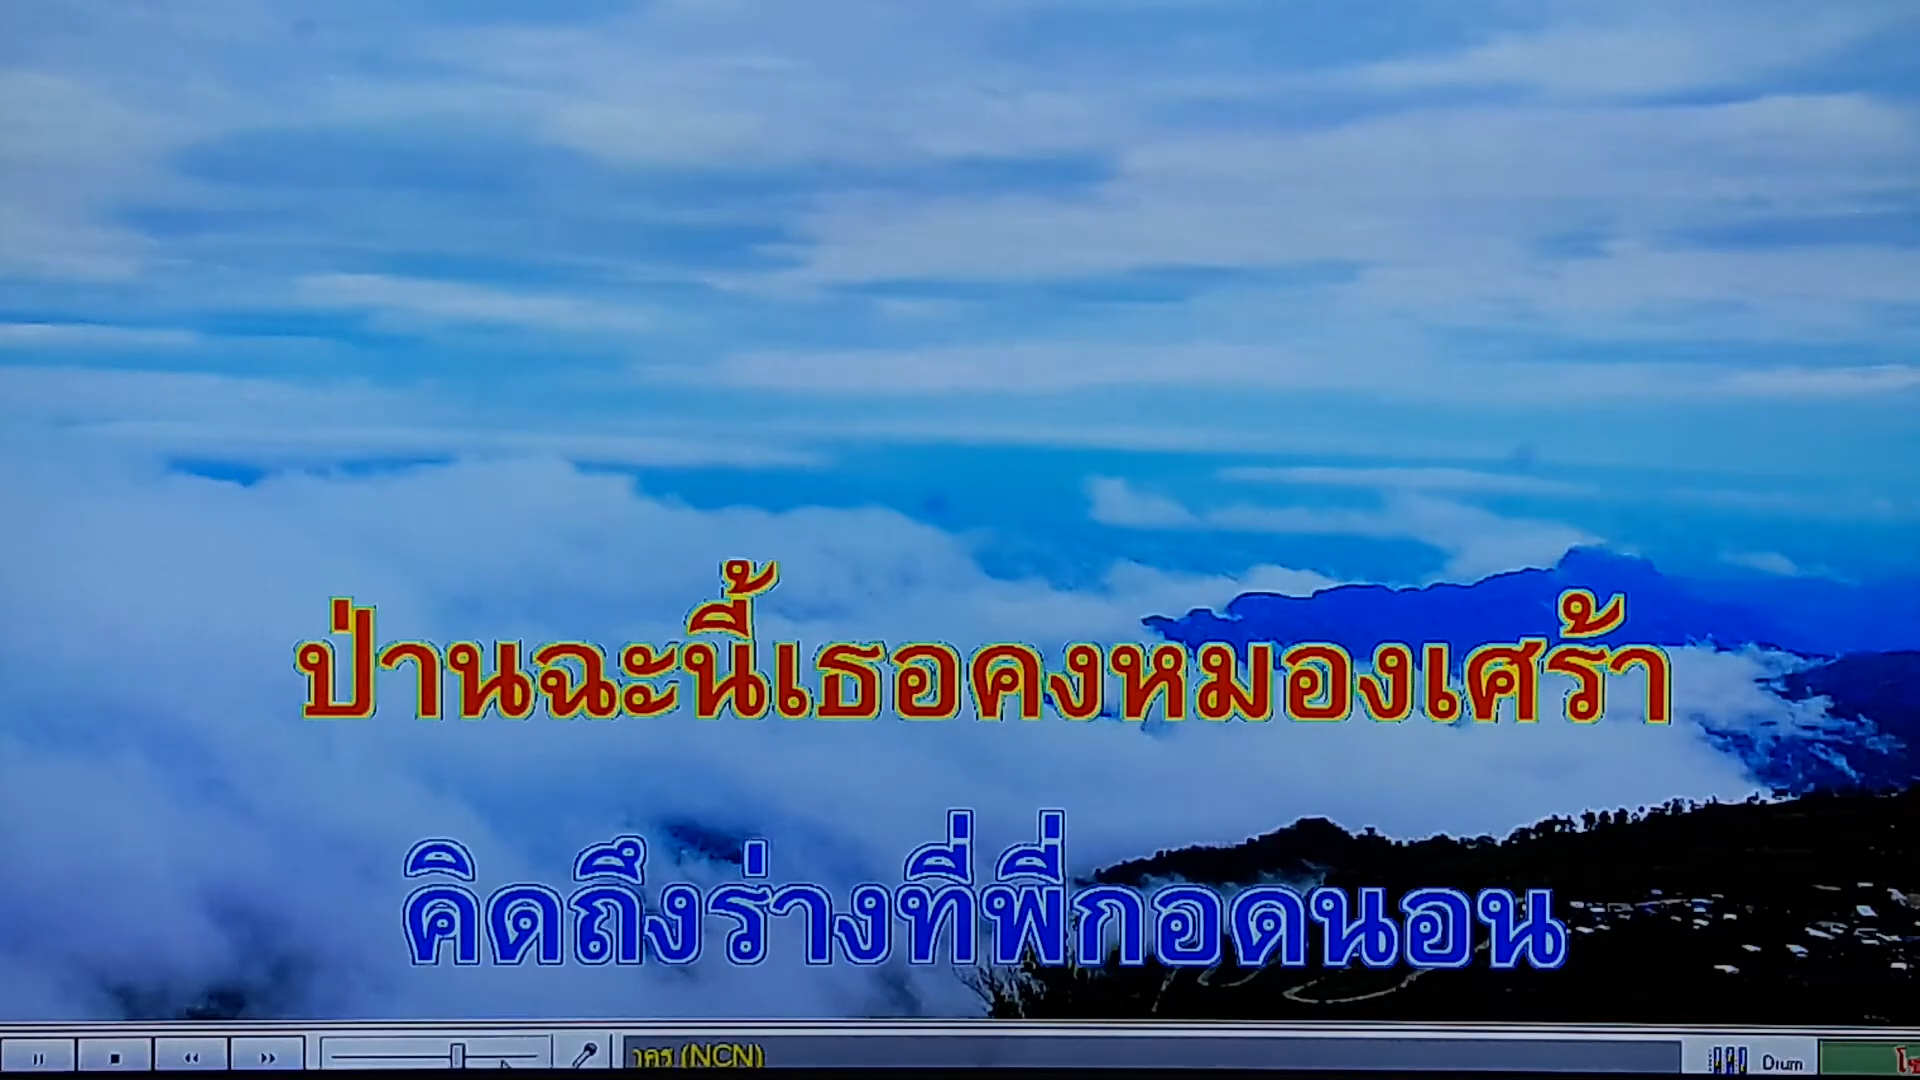 ป่านฉะนี้เธอคงหมองเศร้า
คิดถึงร่างที่พี่กอดนอน
(NCN)
Drum